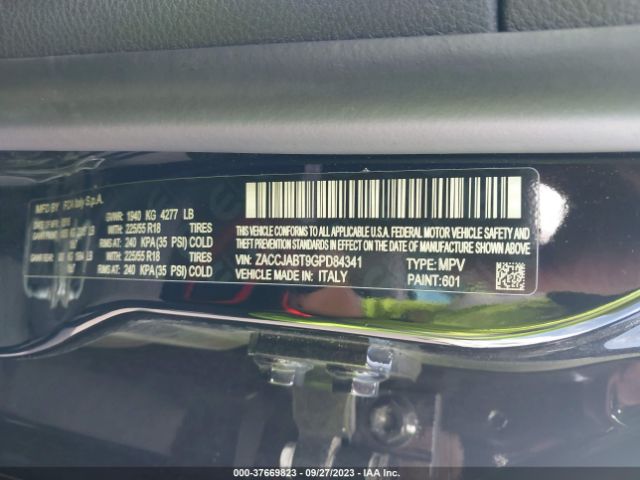 MFD BY FCA Italy S.p.A.
GVWR: 1940 KG 4277 LB
WITH: 225/55 R18 TIRES
RIMS AT: 240 KPA (35 PSI) COLD
WITH: 225/55 R18 TIRES
RIMS AT: 240 KPA (35 PSI) COLD
THIS VEHICLE CONFORMS TO ALL APPLICABLE U.S.A. FEDERAL MOTOR VEHICLE SAFETY,
BUMPER, AND THEFT PREVENTION STANDARDS IN EFFECT ON THE DATE OF MANUFACTURE SHOWN ABOVE
VIN: ZACCJABT9GPD84341 TYPE: MPV
VEHICLE MADE IN: ITALY PAINT:601
000-37669823 - 09/27/2023 - IAA Inc.